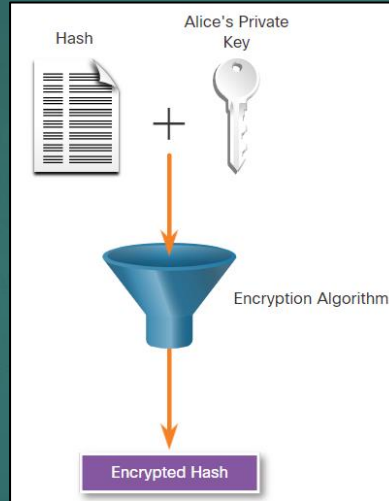 Hash
Alice's Private
Key
Encryption Algorithm
Encrypted Hash